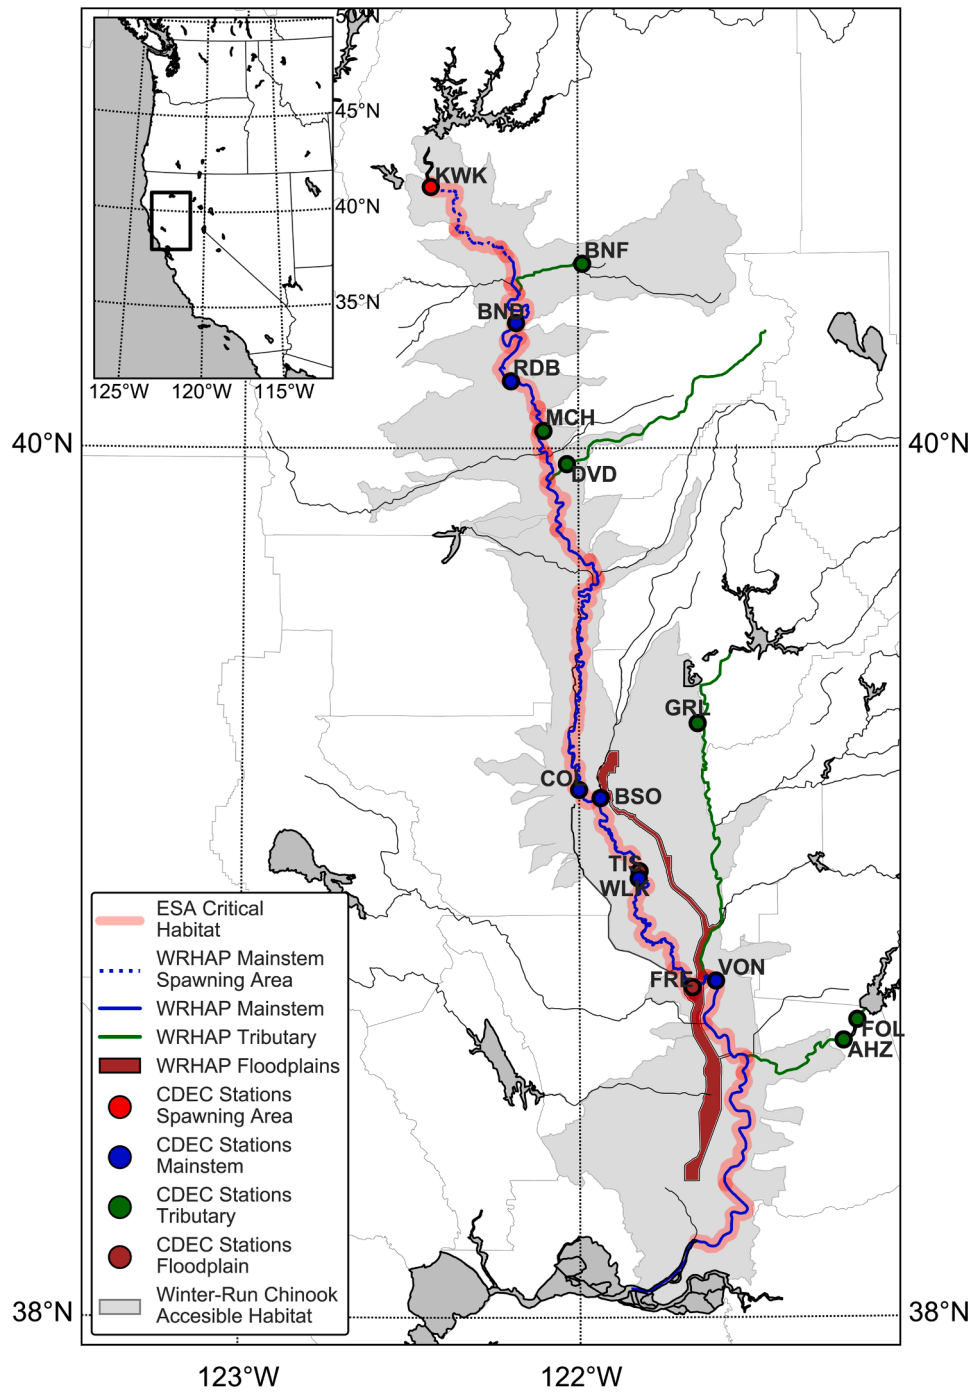 50°N
45°N
40°N
35°N
125°W 120°W 115°W
KWK
BNF
BND
RDB
MCH
40°N
40°N
DVD
GRL
CO
BSO
TIS
WLK
FRE
VON
FOL
AHZ
ESA Critical
Habitat
WRHAP Mainstem
Spawning Area
WRHAP Mainstem
WRHAP Tributary
WRHAP Floodplains
CDEC Stations
Spawning Area
CDEC Stations
Mainstem
CDEC Stations
Tributary
CDEC Stations
Floodplain
Winter-Run Chinook
Accesible Habitat
38°N
38°N
123°W
122°W